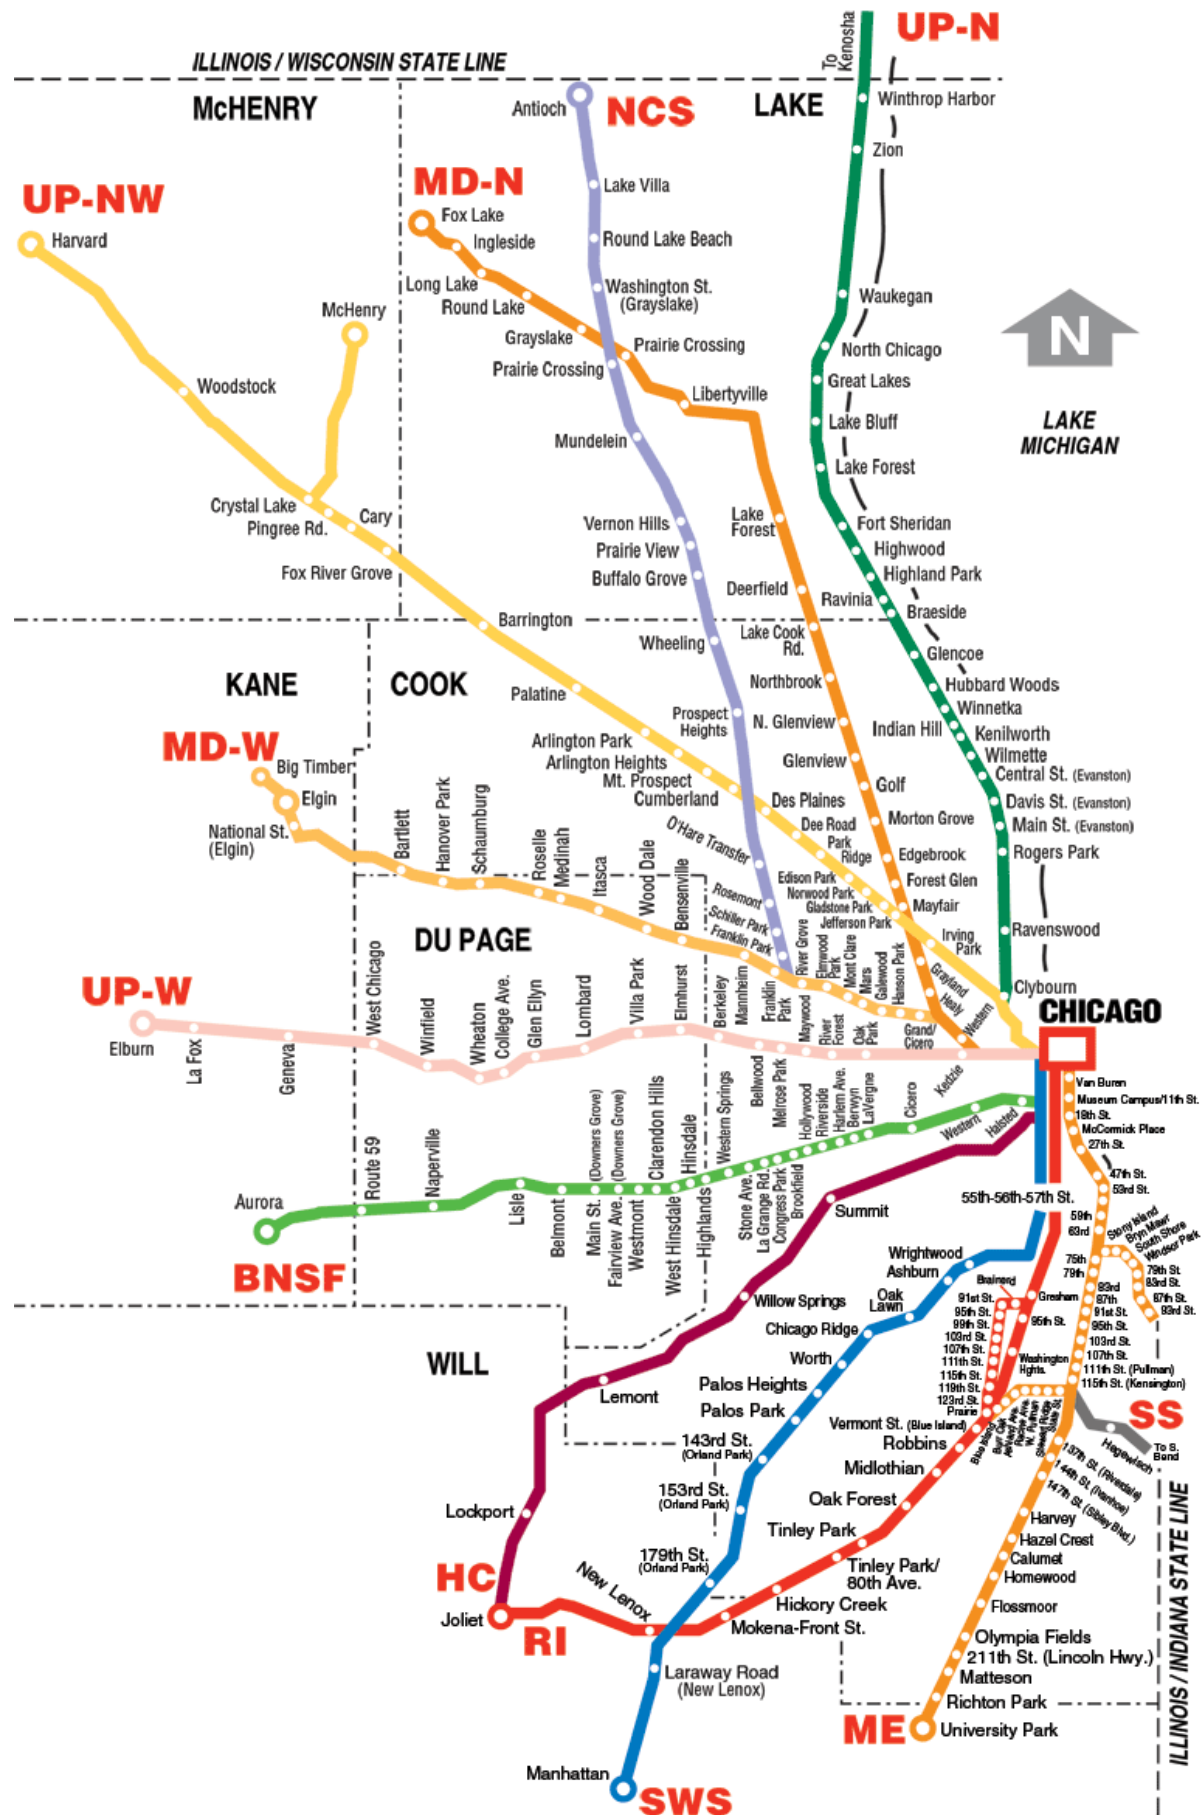 To
Kenosha
UP-N
ILLINOIS / WISCONSIN STATE LINE
McHENRY
Antioch
NCS
LAKE
Winthrop Harbor
Zion
UP-NW
MD-N
Lake Villa
Harvard
Fox Lake
Ingleside
Round Lake Beach
Long Lake
Round Lake
Washington St.
(Grayslake)
Waukegan
McHenry
Grayslake
Prairie Crossing
Prairie Crossing
North Chicago
N
Woodstock
Libertyville
Great Lakes
Lake Bluff
LAKE
MICHIGAN
Mundelein
Lake Forest
Crystal Lake
Pingree Rd.
Cary
Fox River Grove
Vernon Hills
Prairie View
Buffalo Grove
Lake
Forest
Fort Sheridan
Highwood
Highland Park
Deerfield
Ravinia
Braeside
Barrington
Wheeling
Lake Cook
Rd.
Glencoe
KANE
COOK
Palatine
Northbrook
Hubbard Woods
Winnetka
Prospect
Heights
N. Glenview
Indian Hill
Kenilworth
MD-W
Arlington Park
Arlington Heights
Mt. Prospect
Cumberland
Glenview
Wilmette
Central St. (Evanston)
Big Timber
Elgin
National St.
(Elgin)
Golf
Davis St. (Evanston)
Des Plaines
Dee Road
Park
Ridge
Morton Grove
Main St. (Evanston)
Bartlett
Hanover Park
Schaumburg
Roselle
Medinah
Itasca
Wood Dale
Bensenville
O'Hare Transfer
Edgebrook
Rogers Park
Edison Park
Norwood Park
Gladstone Park
Jefferson Park
Forest Glen
Mayfair
Rosemont
Schiller Park
Franklin Park
Irving
Park
Ravenswood
DU PAGE
Mannheim
Franklin
Park
River Grove
Elmwood
Park
Mont Clare
Mars
Galewood
Hanson Park
Grayland
Healy
Grand/
Cicero
Western
Clybourn
UP-W
CHICAGO
Elburn
La Fox
Geneva
West Chicago
Winfield
Wheaton
College Ave.
Glen Ellyn
Lombard
Villa Park
Elmhurst
Berkeley
Bellwood
Melrose Park
Maywood
River
Forest
Oak
Park
Kedzie
Van Buren
Museum Campus/11th St.
18th St.
McCormick Place
27th St.
47th St.
53rd St.
55th-56th-57th St.
59th
63rd
Aurora
BNSF
Route 59
Naperville
Lisle
Belmont
Main St. (Downers Grove)
Fairview Ave. (Downers Grove)
Westmont
Clarendon Hills
West Hinsdale
Hinsdale
Highlands
Western Springs
Stone Ave.
La Grange Rd.
Congress Park
Brookfield
Hollywood
Riverside
Harlem Ave.
Berwyn
LaVergne
Cicero
Western
Halsted
Summit
Stony Island
Bryn Mawr
South Shore
Windsor Park
75th
79th
79th St.
83rd St.
87th St.
93rd St.
83rd
87th
91st St.
95th St.
103rd St.
107th St.
111th St. (Pullman)
115th St. (Kensington)
Wrightwood
Ashburn
Oak
Lawn
Chicago Ridge
Worth
Palos Heights
Palos Park
143rd St.
(Orland Park)
153rd St.
(Orland Park)
179th St.
(Orland Park)
Brainerd
Gresham
91st St.
95th St.
99th St.
103rd St.
107th St.
111th St.
115th St.
119th St.
123rd St.
Prairie
95th St.
Washington
Hghts.
Willow Springs
WILL
Lemont
Lockport
Vermont St. (Blue Island)
Robbins
Midlothian
Oak Forest
Tinley Park
Tinley Park/
80th Ave.
Hickory Creek
Mokena-Front St.
New Lenox
Blue Island
Burr Oak
Ashland Ave.
Racine Ave.
W. Pullman
Stewart Ridge
State St.
SS
Hegewisch
To S.
Bend
137th St. (Riverdale)
144th St. (Ivanhoe)
147th St. (Sibley Blvd.)
Harvey
Hazel Crest
Calumet
Homewood
Flossmoor
Olympia Fields
211th St. (Lincoln Hwy.)
Matteson
Richton Park
University Park
ME
HC
Joliet
RI
Laraway Road
(New Lenox)
Manhattan
SWS
ILLINOIS / INDIANA STATE LINE